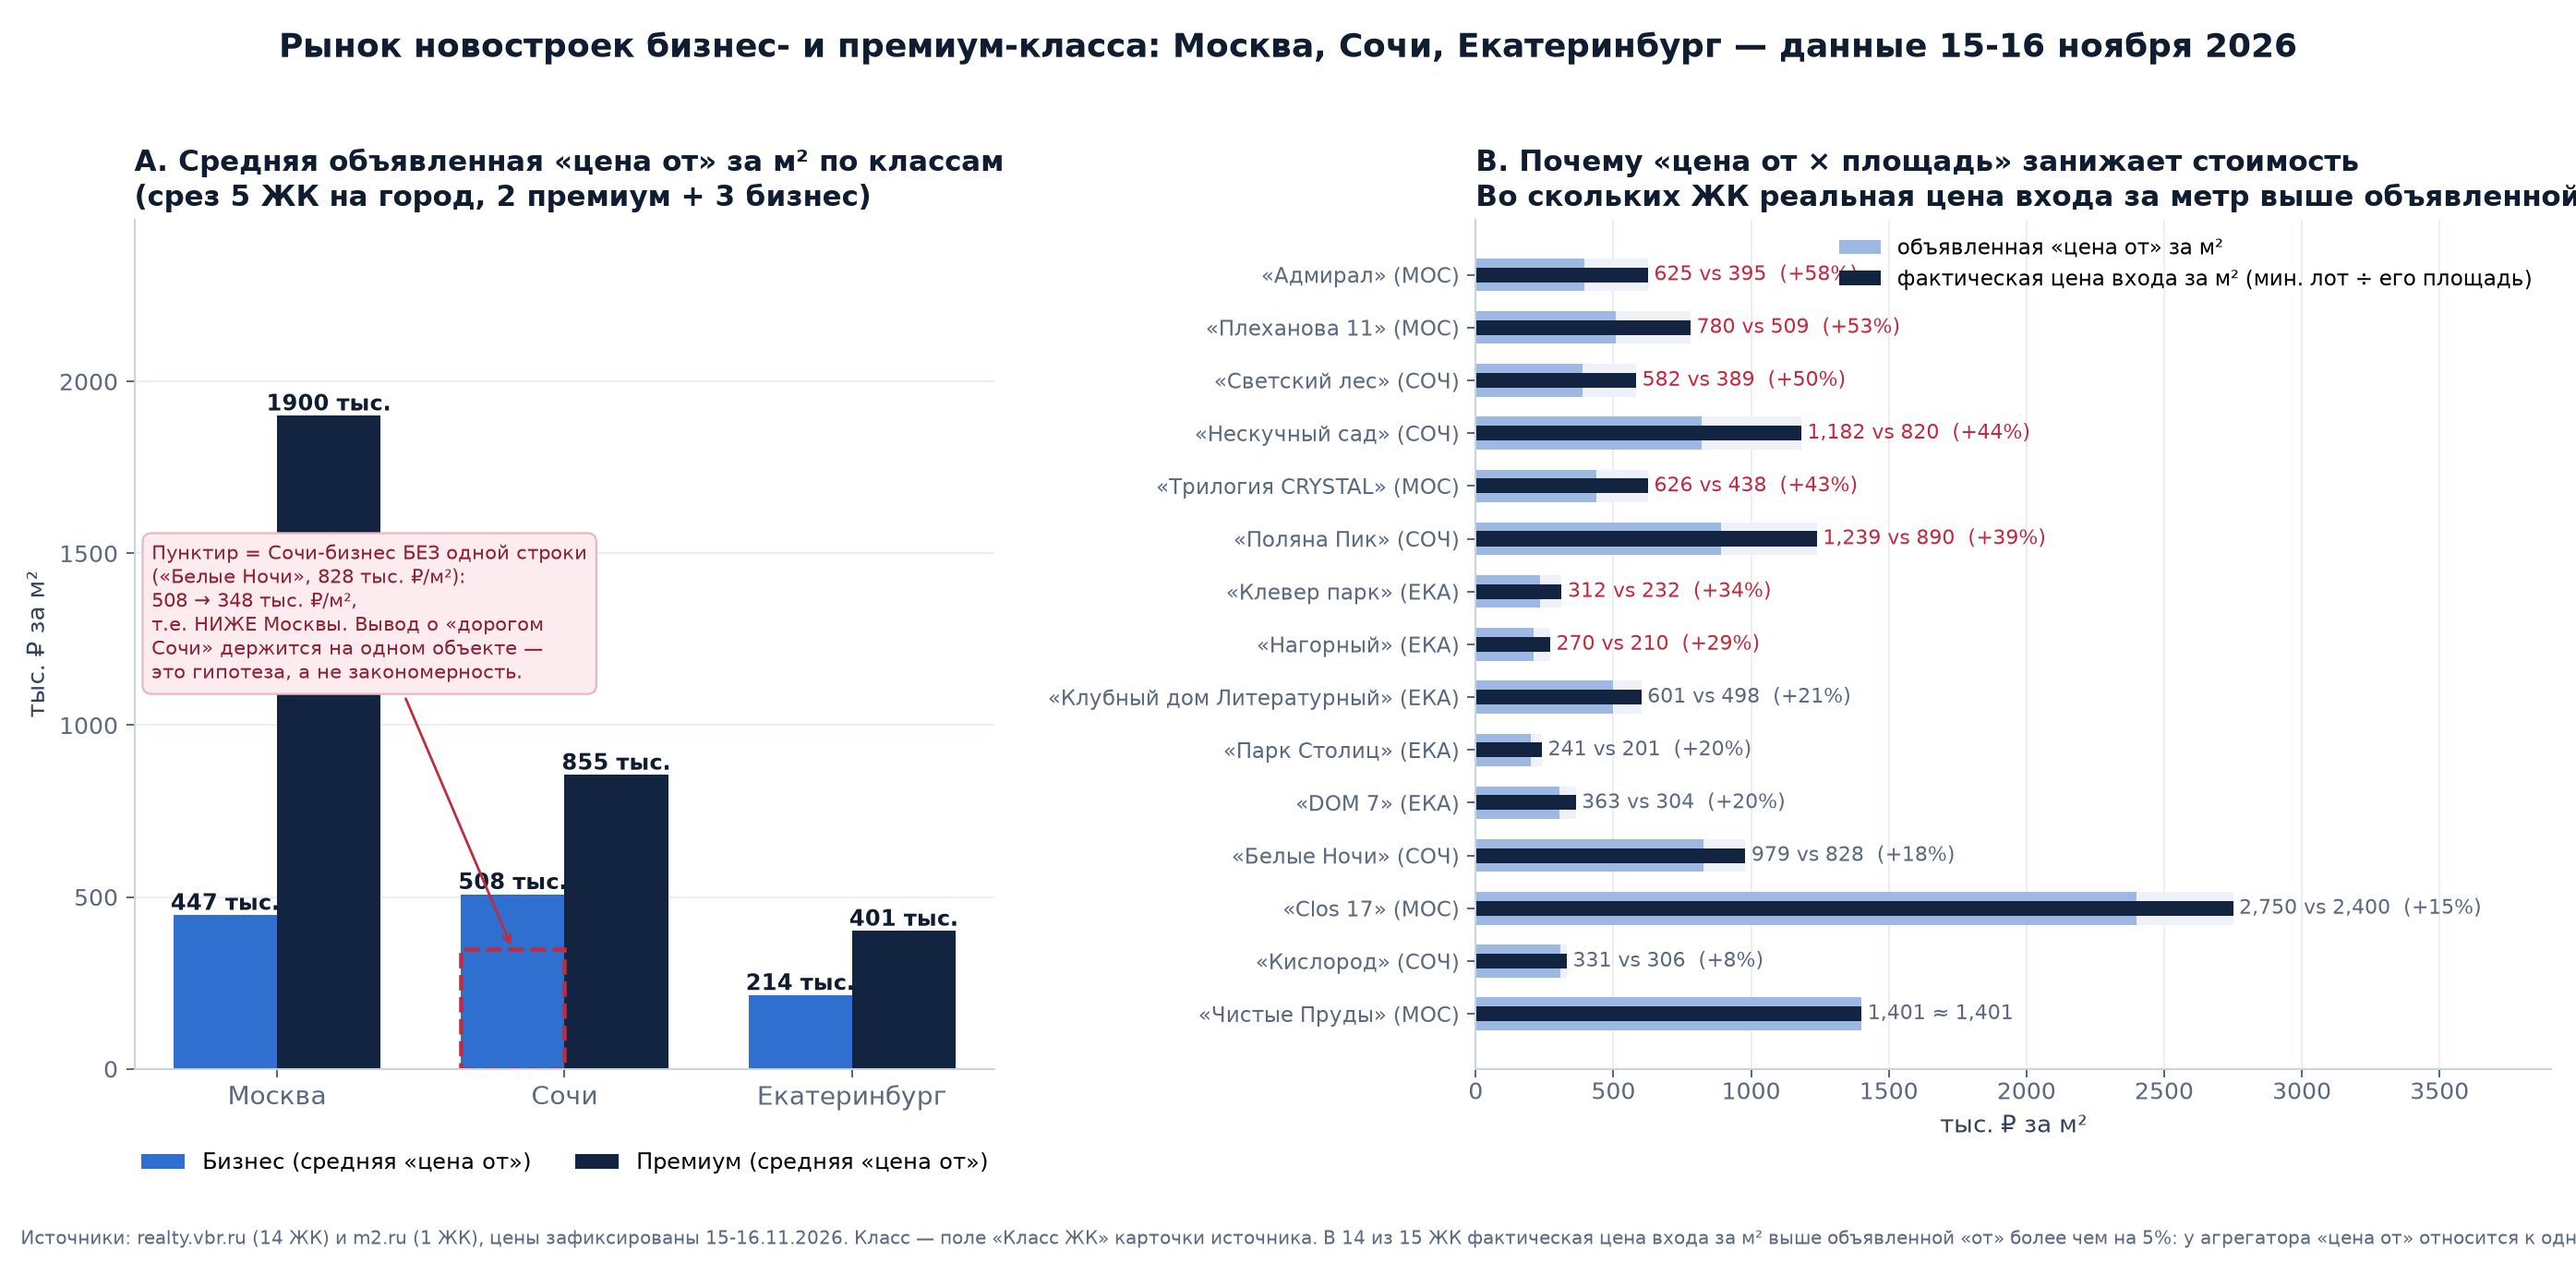 Рынок новостроек бизнес- и премиум-класса: Москва, Сочи, Екатеринбург — данные 15-16 ноября 2026
А. Средняя объявленная «цена от» за м² по классам
(срез 5 ЖК на город, 2 премиум + 3 бизнес)
тыс. ₽ за м²
2000
1500
1000
500
0
1900 тыс.
447 тыс.
855 тыс.
508 тыс.
401 тыс.
214 тыс.
Пунктир = Сочи-бизнес БЕЗ одной строки
(«Белые Ночи», 828 тыс. ₽/м²):
508 → 348 тыс. ₽/м²,
т.е. НИЖЕ Москвы. Вывод о «дорогом
Сочи» держится на одном объекте —
это гипотеза, а не закономерность.
Москва
Сочи
Екатеринбург
Бизнес (средняя «цена от»)
Премиум (средняя «цена от»)
В. Почему «цена от × площадь» занижает стоимость
Во скольких ЖК реальная цена входа за метр выше объявленной
объявленная «цена от» за м²
фактическая цена входа за м² (мин. лот ÷ его площадь)
«Адмирал» (МОС) 625 vs 395 (+58%)
«Плеханова 11» (МОС) 780 vs 509 (+53%)
«Светский лес» (СОЧ) 582 vs 389 (+50%)
«Нескучный сад» (СОЧ) 1,182 vs 820 (+44%)
«Трилогия CRYSTAL» (МОС) 626 vs 438 (+43%)
«Поляна Пик» (СОЧ) 1,239 vs 890 (+39%)
«Клевер парк» (ЕКА) 312 vs 232 (+34%)
«Нагорный» (ЕКА) 270 vs 210 (+29%)
«Клубный дом Литературный» (ЕКА) 601 vs 498 (+21%)
«Парк Столиц» (ЕКА) 241 vs 201 (+20%)
«DOM 7» (ЕКА) 363 vs 304 (+20%)
«Белые Ночи» (СОЧ) 979 vs 828 (+18%)
«Clos 17» (МОС) 2,750 vs 2,400 (+15%)
«Кислород» (СОЧ) 331 vs 306 (+8%)
«Чистые Пруды» (МОС) 1,401 ≈ 1,401
0 500 1000 1500 2000 2500 3000 3500
тыс. ₽ за м²
Источники: realty.vbr.ru (14 ЖК) и m2.ru (1 ЖК), цены зафиксированы 15-16.11.2026. Класс — поле «Класс ЖК» карточки источника. В 14 из 15 ЖК фактическая цена входа за м² выше объявленной «от» более чем на 5%: у агрегатора «цена от» относится к